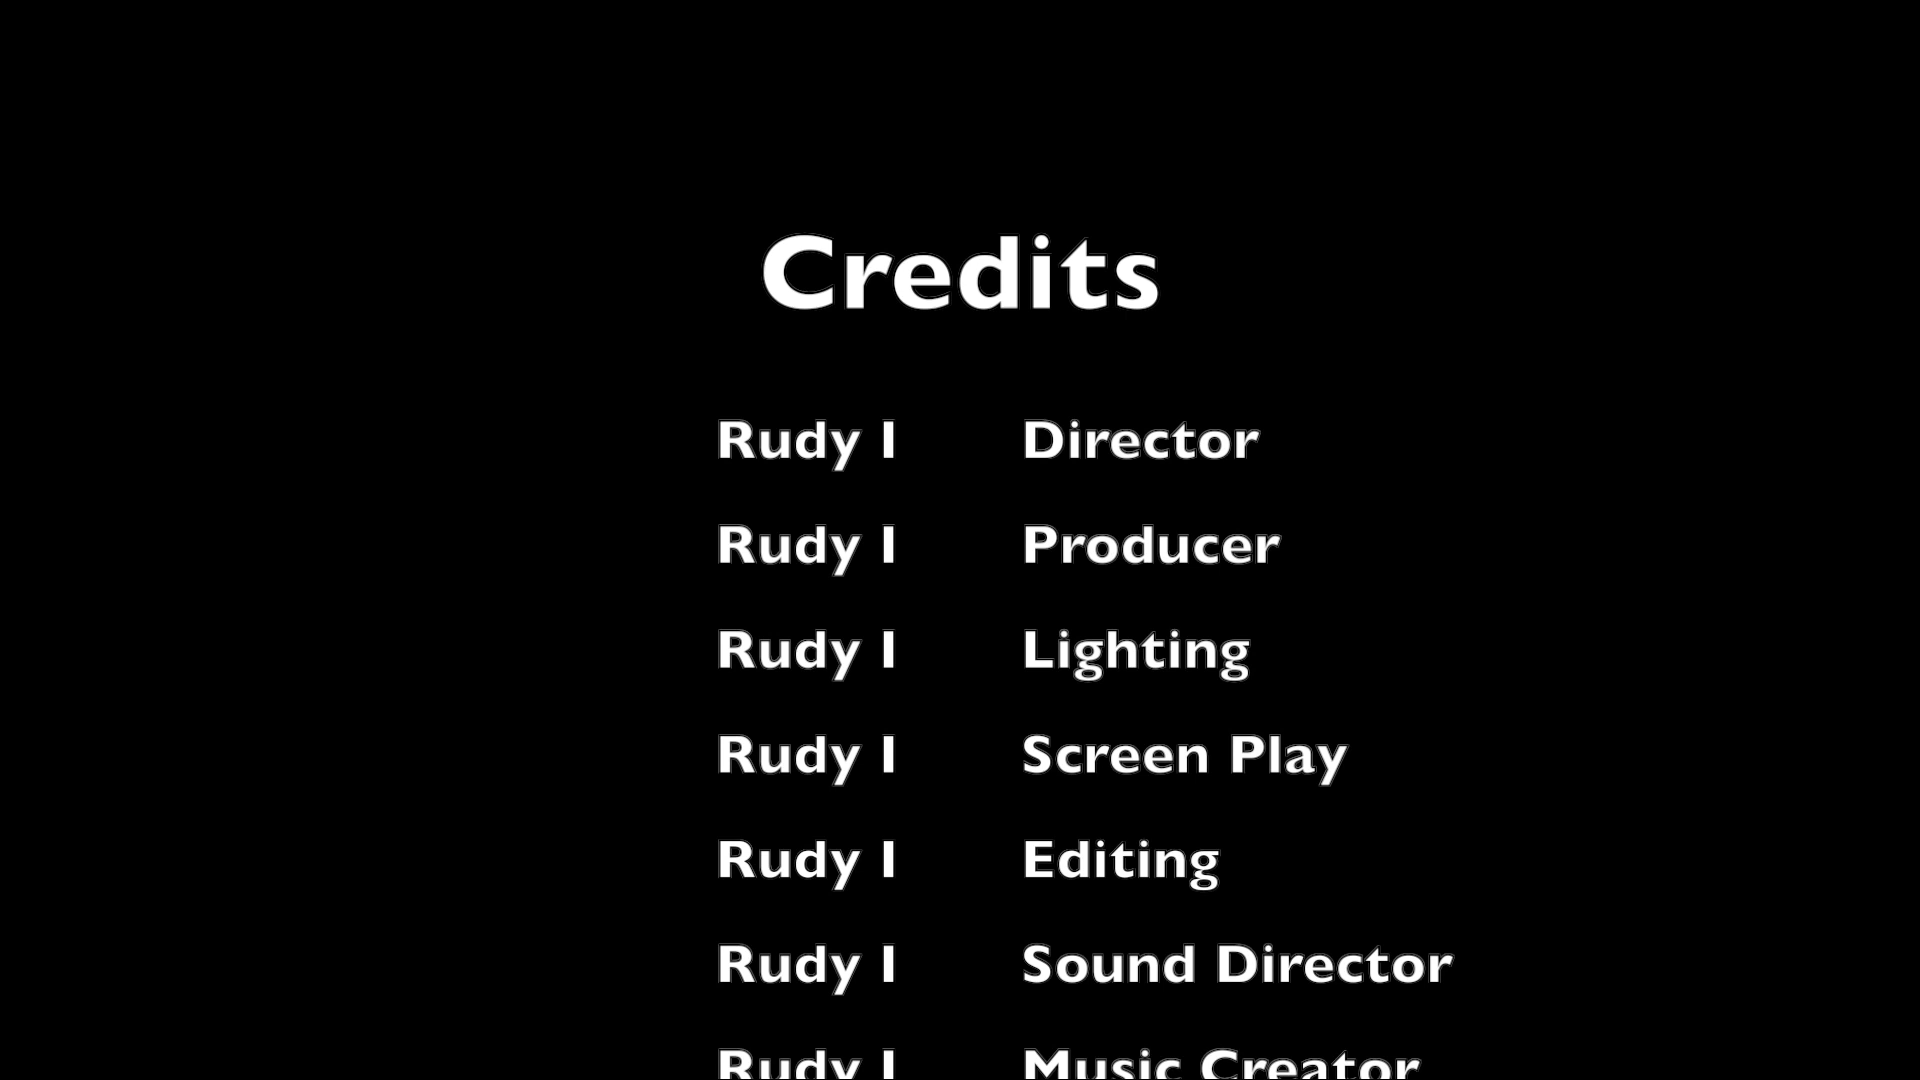 Credits
Rudy I Director
Rudy I Producer
Rudy I Lighting
Rudy I Screen Play
Rudy I Editing
Rudy I Sound Director
Rudy I Music Creator